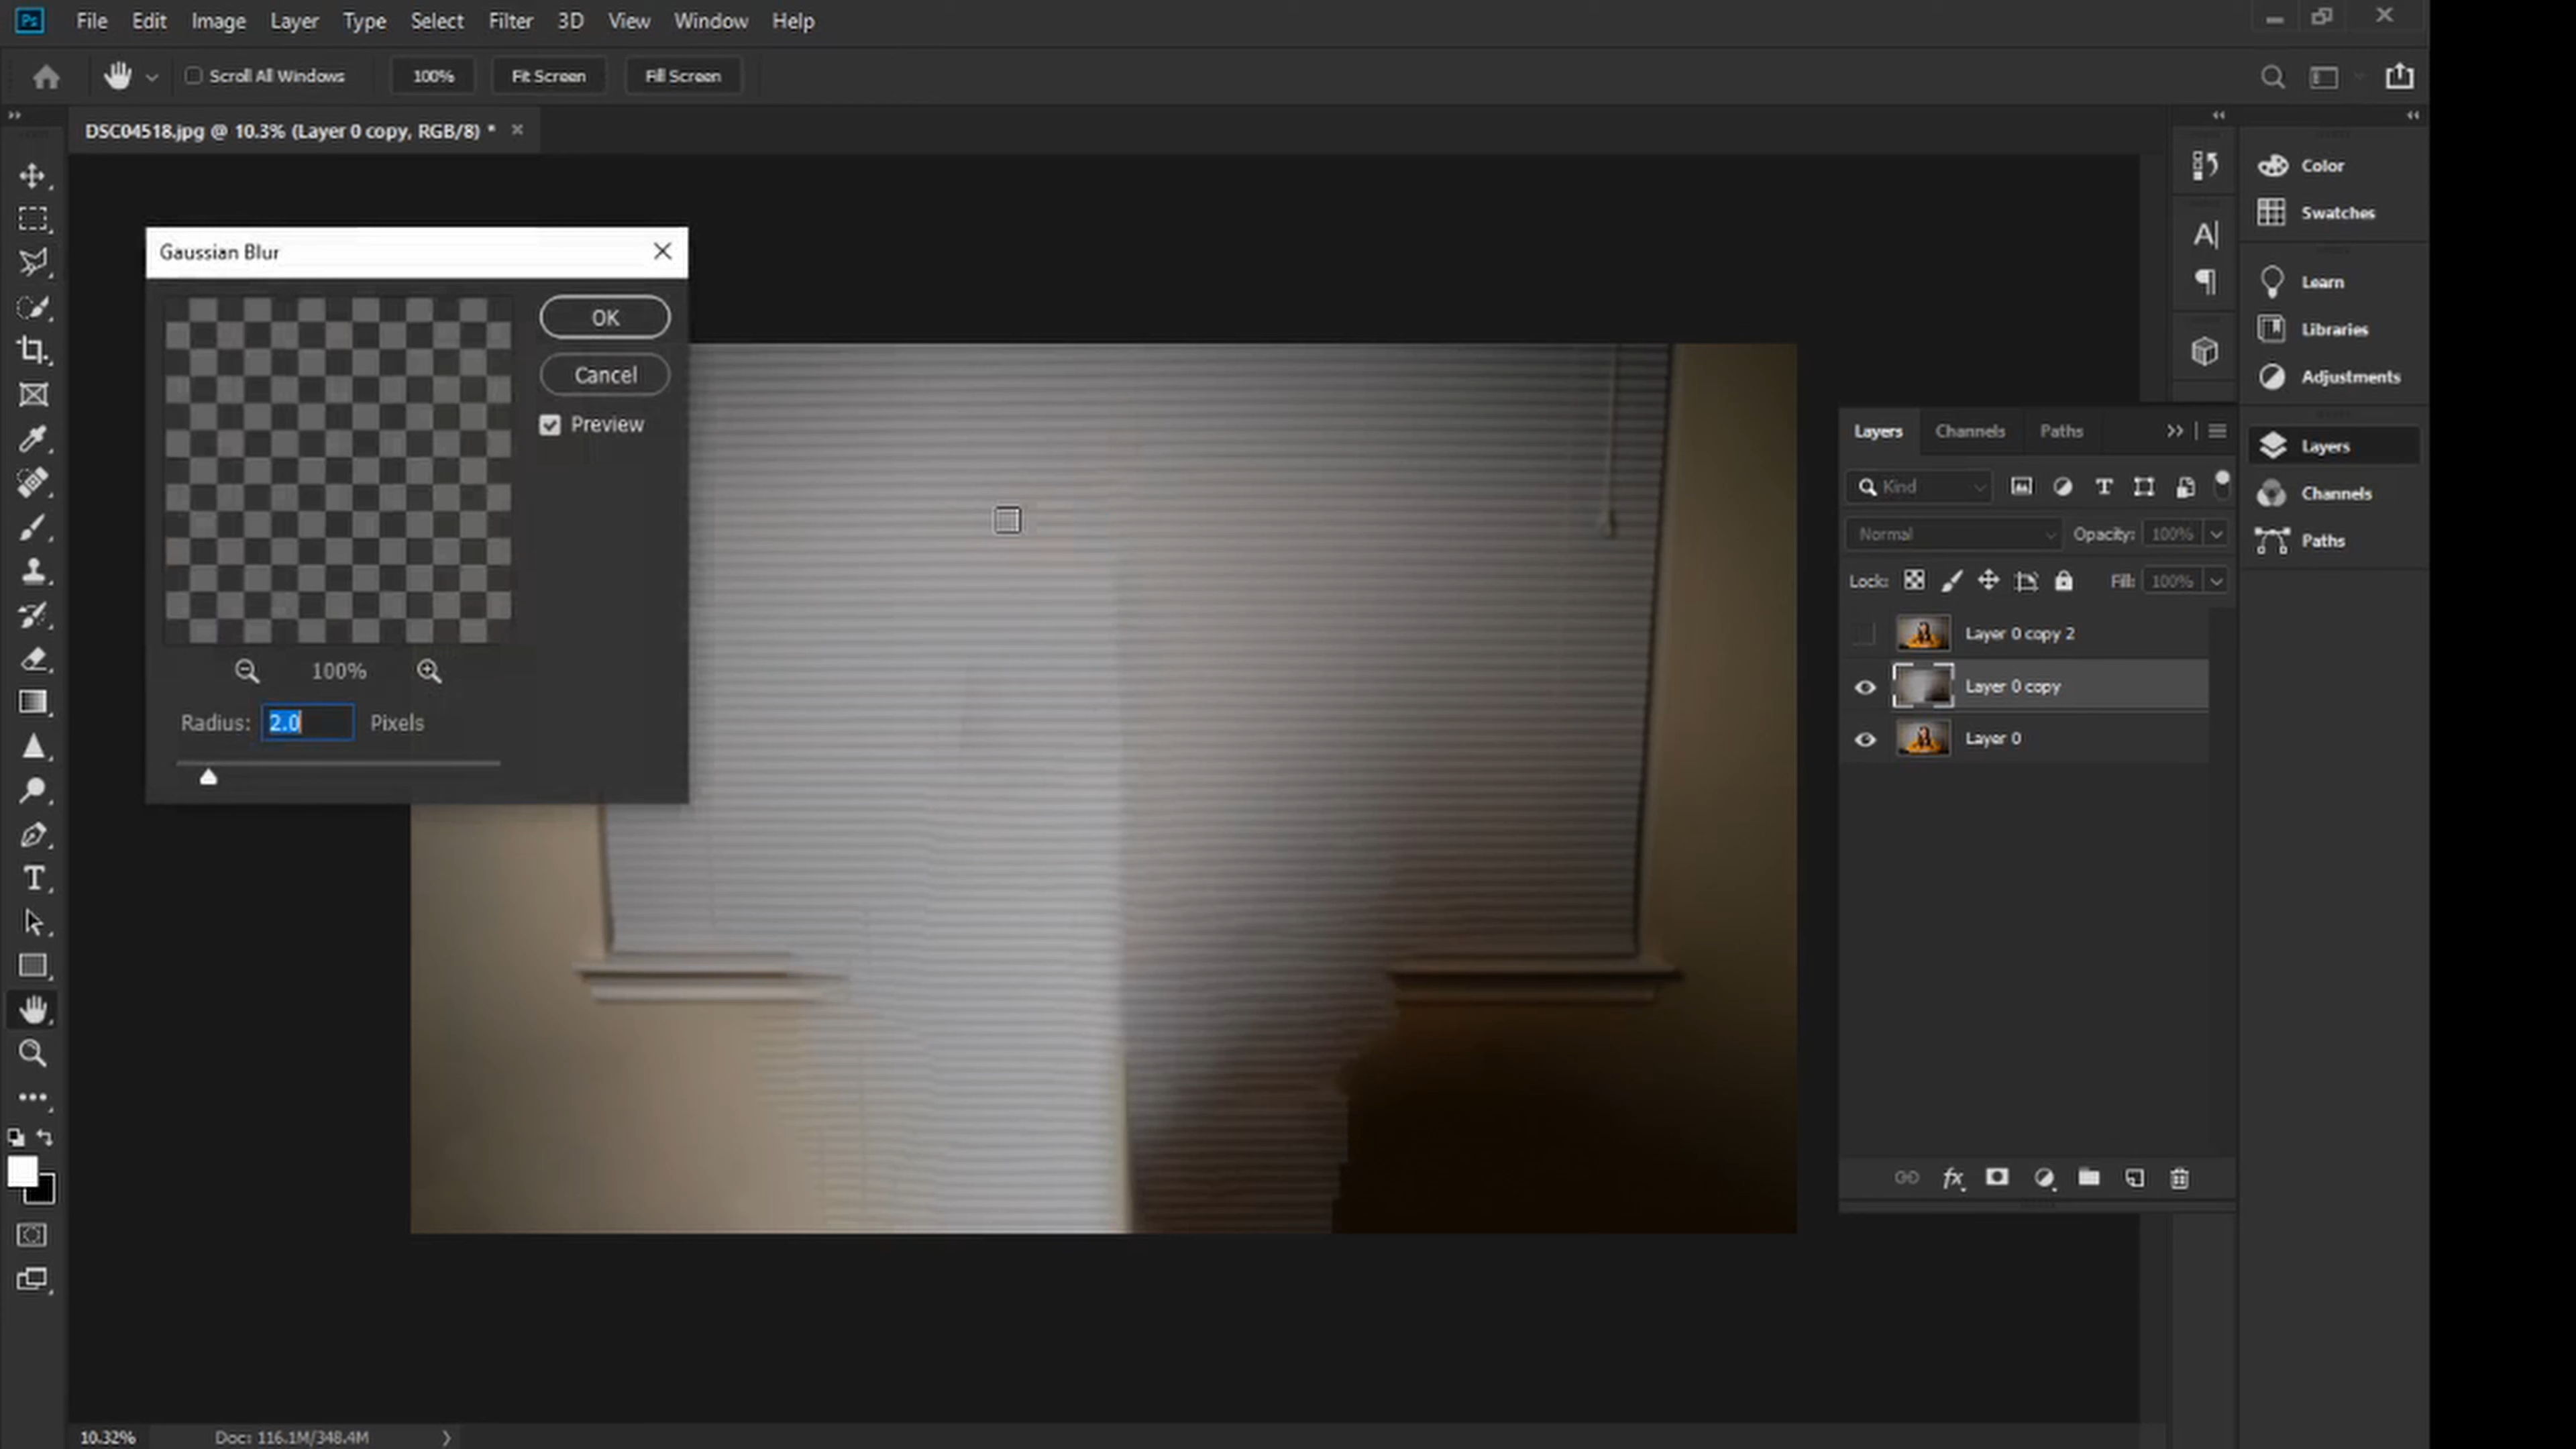 Ps File Edit Image Layer Type Select Filter 3D View Window Help
Scroll All Windows 100% Fit Screen Fill Screen
DSC04518.jpg @ 10.3% (Layer 0 copy, RGB/8) *
Gaussian Blur
OK
Cancel
Preview
100%
Radius: 2.0 Pixels
Layers Channels Paths
Kind
Normal Opacity: 100%
Lock: Fill: 100%
Layer 0 copy 2
Layer 0 copy
Layer 0
Color
Swatches
Learn
Libraries
Adjustments
Layers
Channels
Paths
10.32% Doc: 116.1M/348.4M